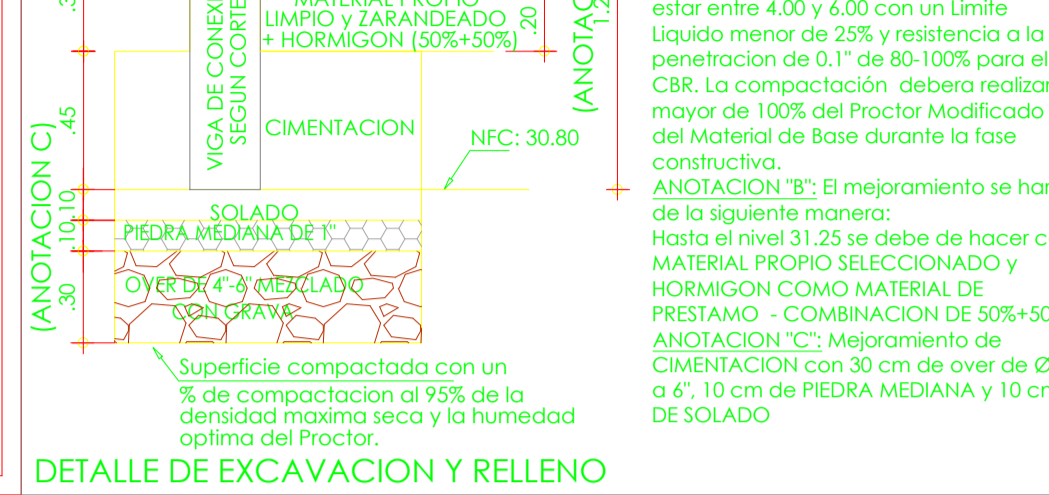 MATERIAL PROPIO
LIMPIO y ZARANDEADO
+ HORMIGON (50%+50%)
.20
VIGA DE CONEXI
SEGUN CORTE
CIMENTACION
NFC: 30.80
(ANOTACION C)
.45
.10
.10
.30
SOLADO
PIEDRA MEDIANA DE 1"
OVER DE 4"-6" MEZCLADO
CON GRAVA
Superficie compactada con un
% de compactacion al 95% de la
densidad maxima seca y la humedad
optima del Proctor.
DETALLE DE EXCAVACION Y RELLENO
(ANOTAC
1.2
estar entre 4.00 y 6.00 con un Limite
Liquido menor de 25% y resistencia a la
penetracion de 0.1" de 80-100% para el
CBR. La compactación debera realizar
mayor de 100% del Proctor Modificado
del Material de Base durante la fase
constructiva.
ANOTACION "B": El mejoramiento se har
de la siguiente manera:
Hasta el nivel 31.25 se debe de hacer c
MATERIAL PROPIO SELECCIONADO y
HORMIGON COMO MATERIAL DE
PRESTAMO - COMBINACION DE 50%+50
ANOTACION "C": Mejoramiento de
CIMENTACION con 30 cm de over de Ø
a 6", 10 cm de PIEDRA MEDIANA y 10 cm
DE SOLADO